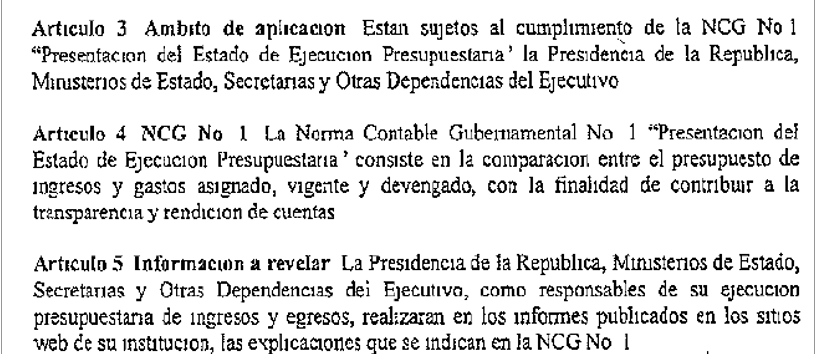 Articulo 3 Ambito de aplicacion Estan sujetos al cumplimiento de la NCG No 1
“Presentacion del Estado de Ejecucion Presupuestaria’ la Presidencia de la Republica,
Ministerios de Estado, Secretarias y Otras Dependencias del Ejecutivo
Articulo 4 NCG No 1 La Norma Contable Gubernamental No 1 “Presentacion del
Estado de Ejecucion Presupuestaria’ consiste en la comparacion entre el presupuesto de
ingresos y gastos asignado, vigente y devengado, con la finalidad de contribuir a la
transparencia y rendicion de cuentas
Articulo 5 Informacion a revelar La Presidencia de la Republica, Ministerios de Estado,
Secretarias y Otras Dependencias del Ejecutivo, como responsables de su ejecucion
presupuestaria de ingresos y egresos, realizaran en los informes publicados en los sitios
web de su institucion, las explicaciones que se indican en la NCG No 1